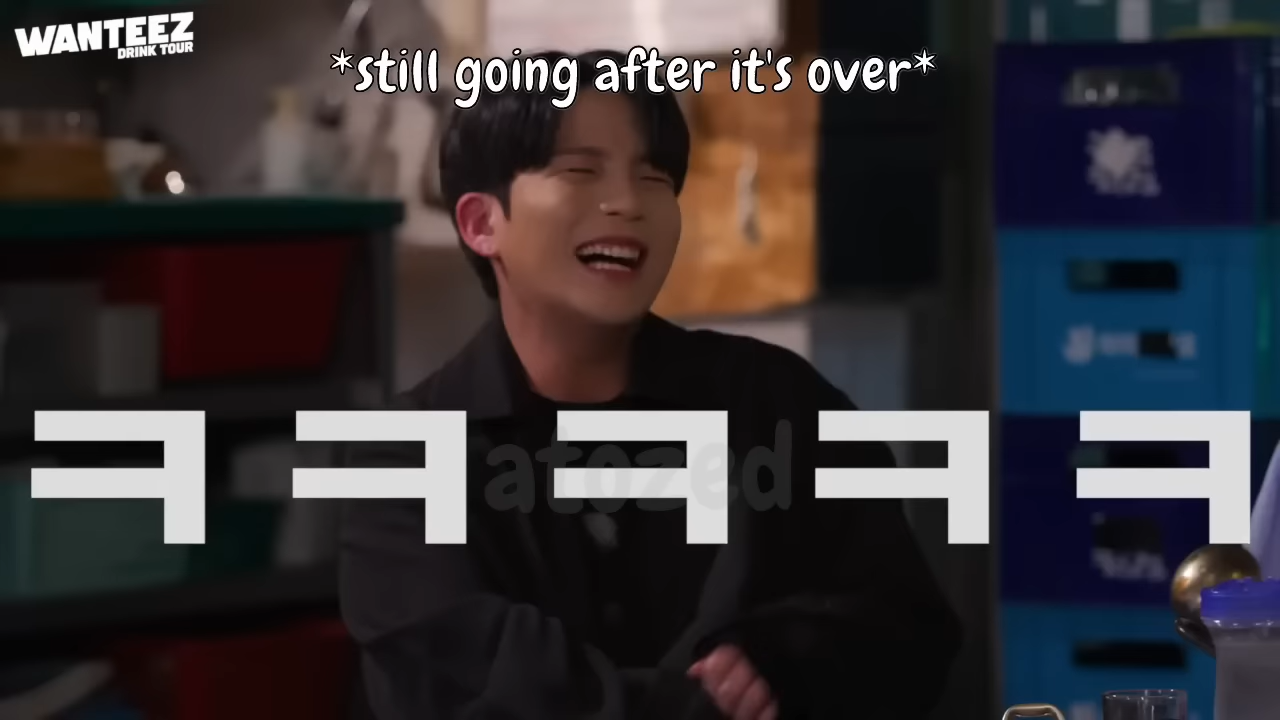 WANTEEZ
DRINK TOUR
*still going after it's over*
ㅋㅋㅋㅋㅋ
atozed